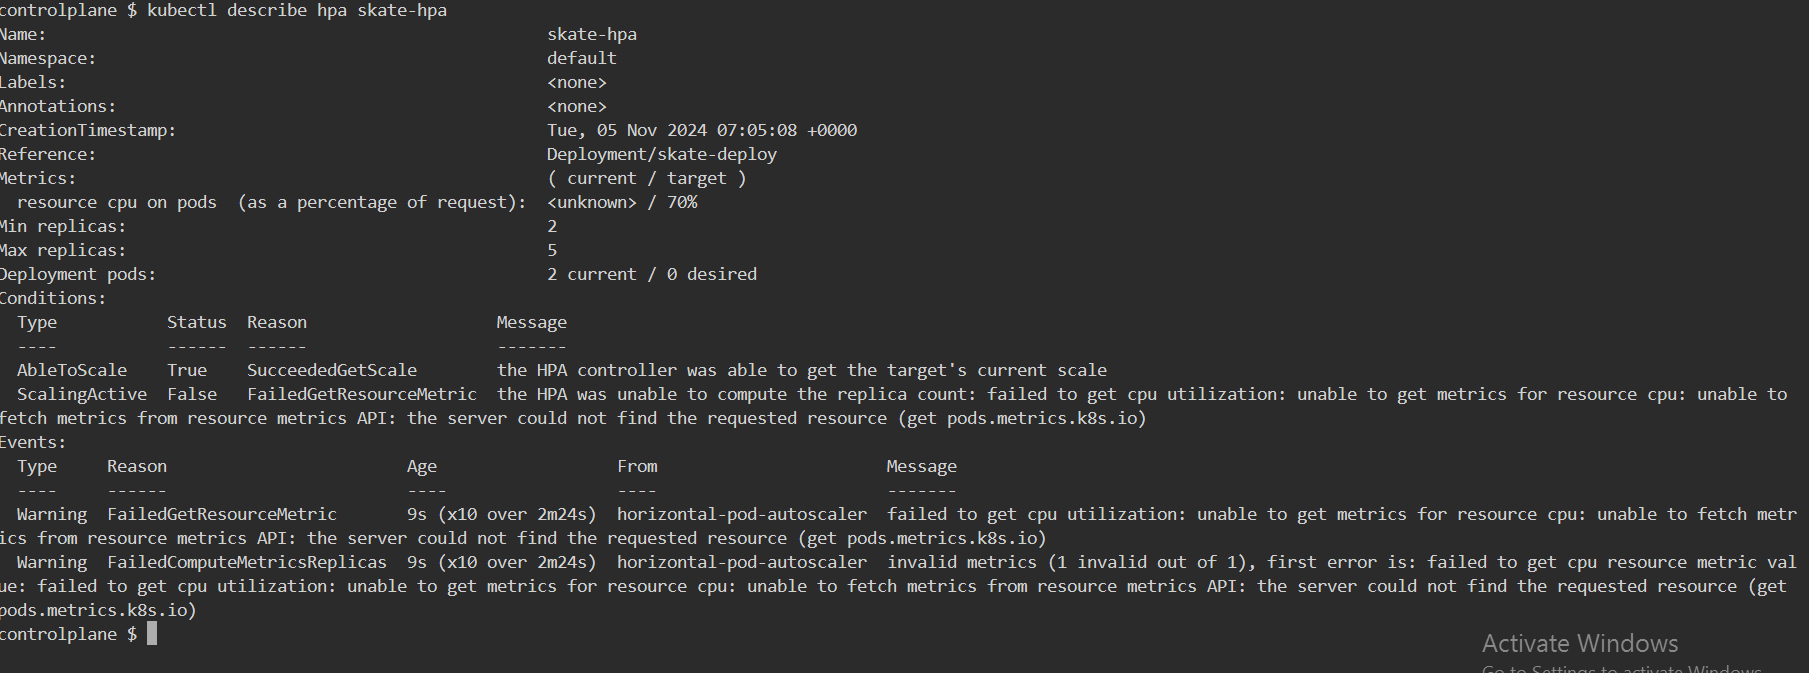 controlplane $ kubectl describe hpa skate-hpa
Name: skate-hpa
Namespace: default
Labels: <none>
Annotations: <none>
CreationTimestamp: Tue, 05 Nov 2024 07:05:08 +0000
Reference: Deployment/skate-deploy
Metrics: ( current / target )
resource cpu on pods (as a percentage of request): <unknown> / 70%
Min replicas: 2
Max replicas: 5
Deployment pods: 2 current / 0 desired
Conditions:
Type Status Reason Message
---- ------ ------ -------
AbleToScale True SucceededGetScale the HPA controller was able to get the target's current scale
ScalingActive False FailedGetResourceMetric the HPA was unable to compute the replica count: failed to get cpu utilization: unable to get metrics for resource cpu: unable to
fetch metrics from resource metrics API: the server could not find the requested resource (get pods.metrics.k8s.io)
Events:
Type Reason Age From Message
---- ------ ---- ---- -------
Warning FailedGetResourceMetric 9s (x10 over 2m24s) horizontal-pod-autoscaler failed to get cpu utilization: unable to get metrics for resource cpu: unable to fetch metr
ics from resource metrics API: the server could not find the requested resource (get pods.metrics.k8s.io)
Warning FailedComputeMetricsReplicas 9s (x10 over 2m24s) horizontal-pod-autoscaler invalid metrics (1 invalid out of 1), first error is: failed to get cpu resource metric val
ue: failed to get cpu utilization: unable to get metrics for resource cpu: unable to fetch metrics from resource metrics API: the server could not find the requested resource (get
pods.metrics.k8s.io)
controlplane $
Activate Windows
Go to Settings to activate Windows.